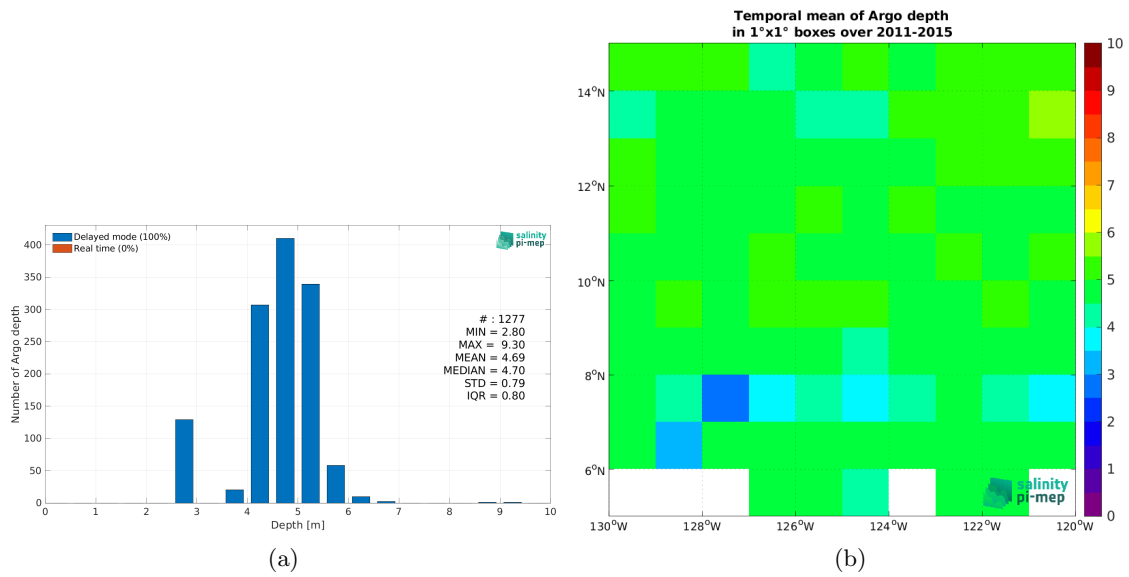 Delayed mode (100%)
Real time (0%)
salinity
pi-mep
400
350
300
250
200
150
100
50
0
Number of Argo depth
# : 1277
MIN = 2.80
MAX = 9.30
MEAN = 4.69
MEDIAN = 4.70
STD = 0.79
IQR = 0.80
0 1 2 3 4 5 6 7 8 9 10
Depth [m]
(a)
Temporal mean of Argo depth
in 1°x1° boxes over 2011-2015
14°N
12°N
10°N
8°N
6°N
130°W 128°W 126°W 124°W 122°W 120°W
salinity
pi-mep
10
9
8
7
6
5
4
3
2
1
0
(b)